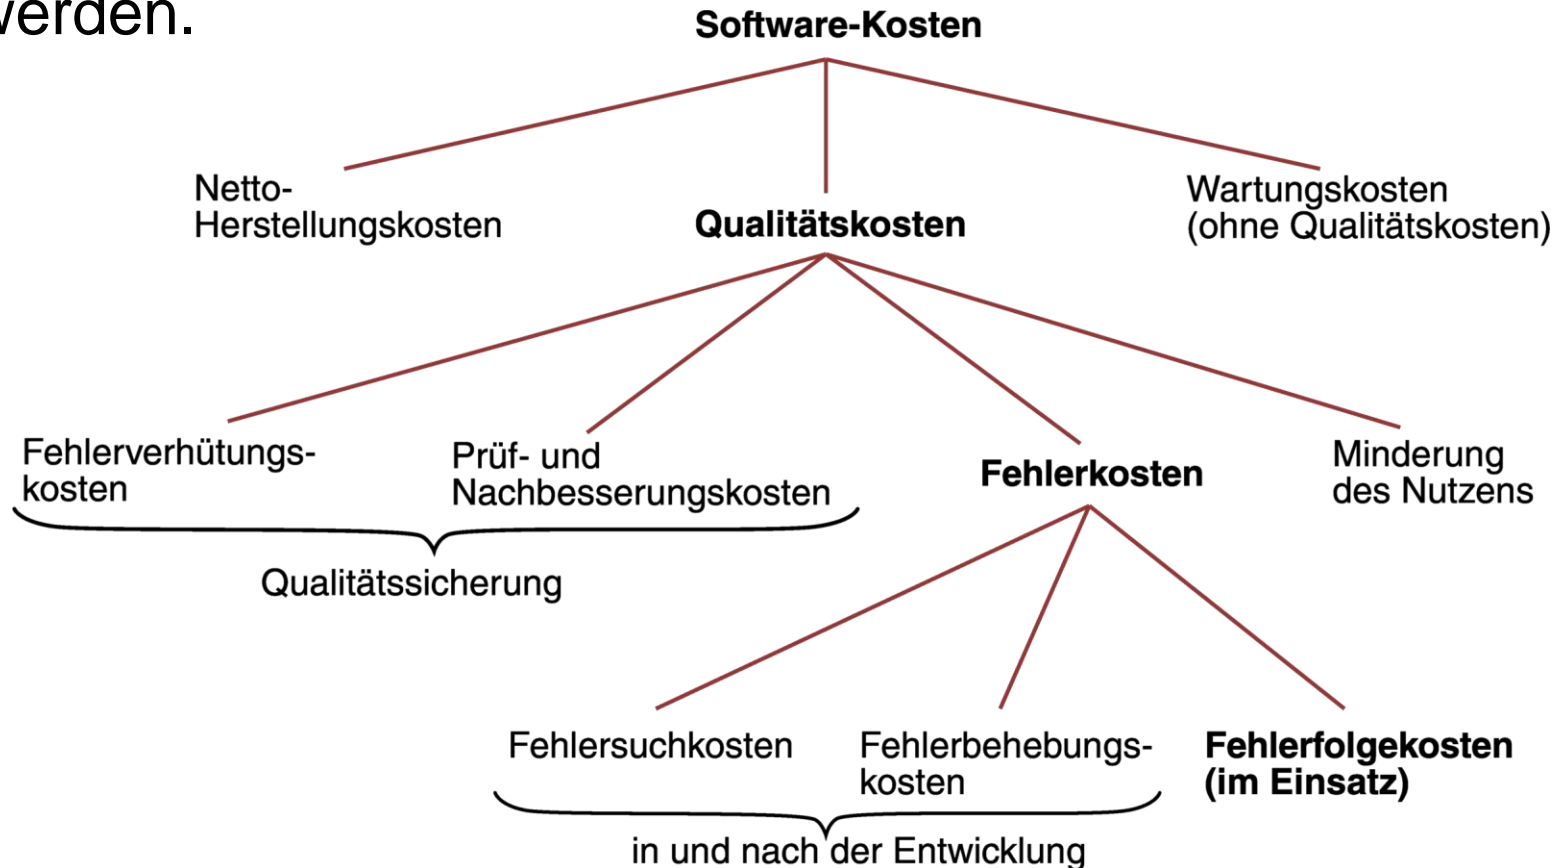 werden.
Software-Kosten
Netto-
Herstellungskosten
Qualitätskosten
Wartungskosten
(ohne Qualitätskosten)
Fehlerverhütungs-
kosten
Prüf- und
Nachbesserungskosten
Fehlerkosten
Minderung
des Nutzens
Qualitätssicherung
Fehlersuchkosten
Fehlerbehebungs-
kosten
Fehlerfolgekosten
(im Einsatz)
in und nach der Entwicklung